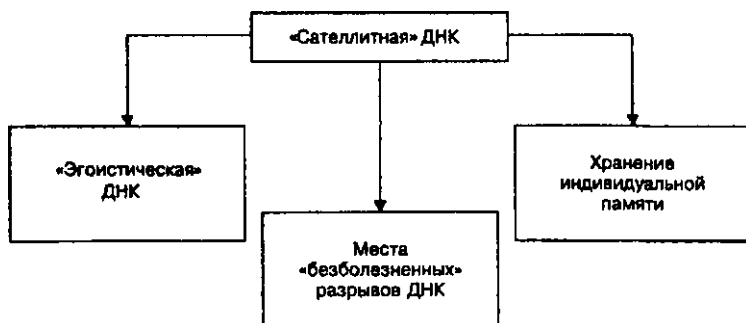 «Сателлитная» ДНК
«Эгоистическая»
ДНК
Хранение
индивидуальной
памяти
Места
«безболезненных»
разрывов ДНК